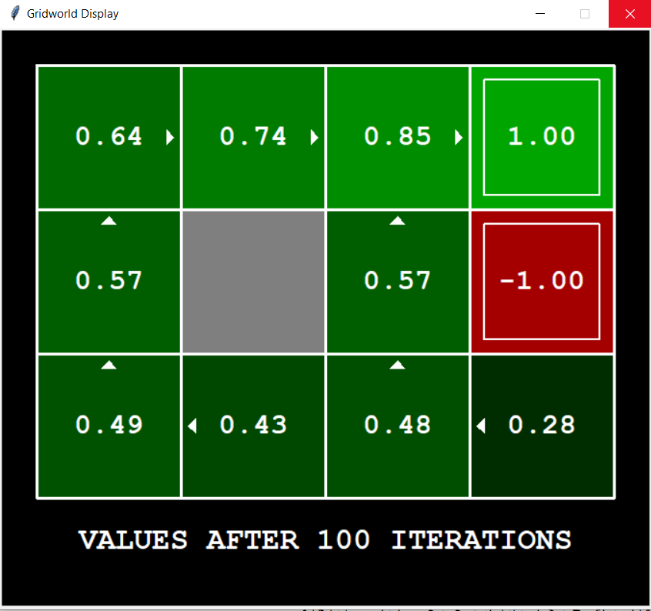 Gridworld Display
0.64 0.74 0.85 1.00
0.57 0.57 -1.00
0.49 0.43 0.48 0.28
VALUES AFTER 100 ITERATIONS